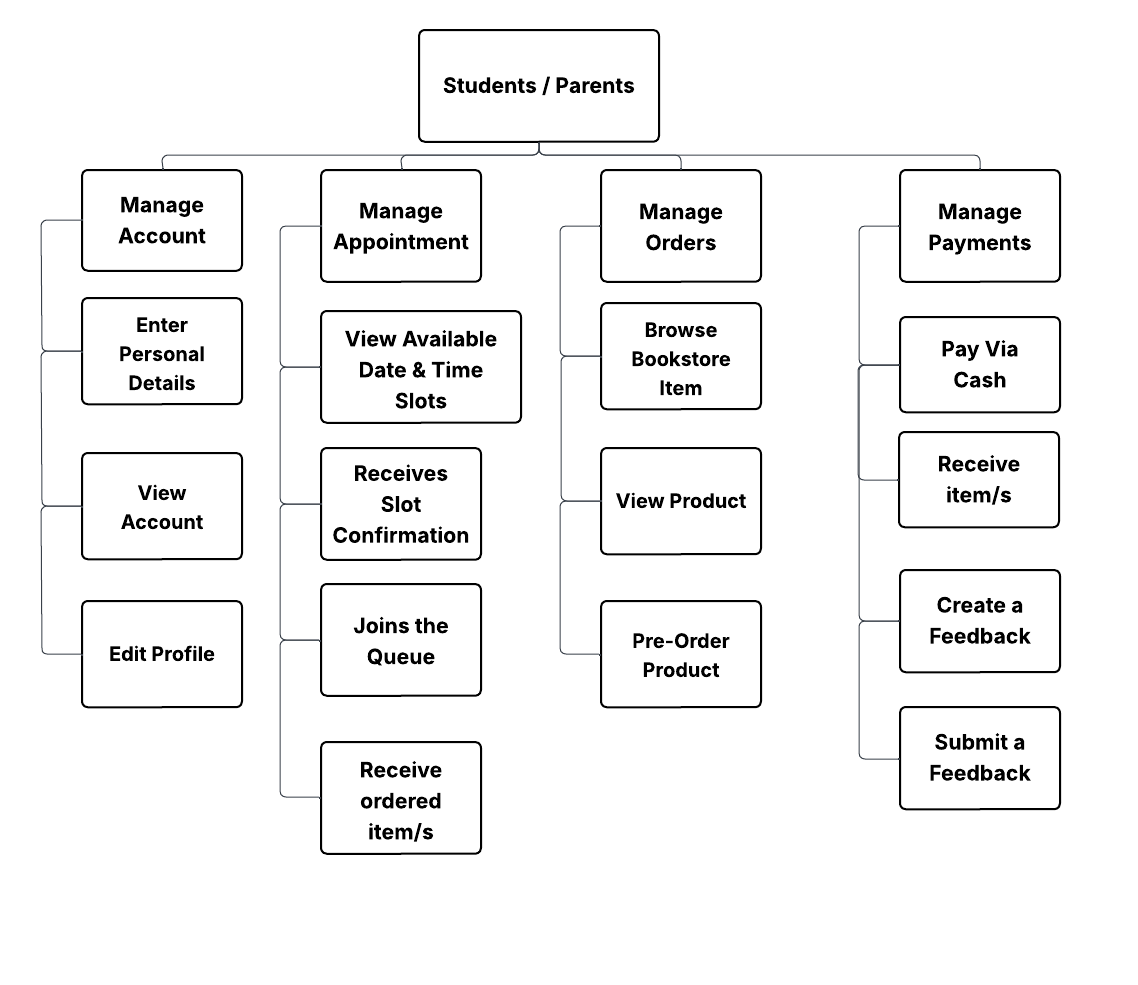 Students / Parents
Manage
Account
Enter
Personal
Details
View
Account
Edit Profile
Manage
Appointment
View Available
Date & Time
Slots
Receives
Slot
Confirmation
Joins the
Queue
Receive
ordered
item/s
Manage
Orders
Browse
Bookstore
Item
View Product
Pre-Order
Product
Manage
Payments
Pay Via
Cash
Receive
item/s
Create a
Feedback
Submit a
Feedback